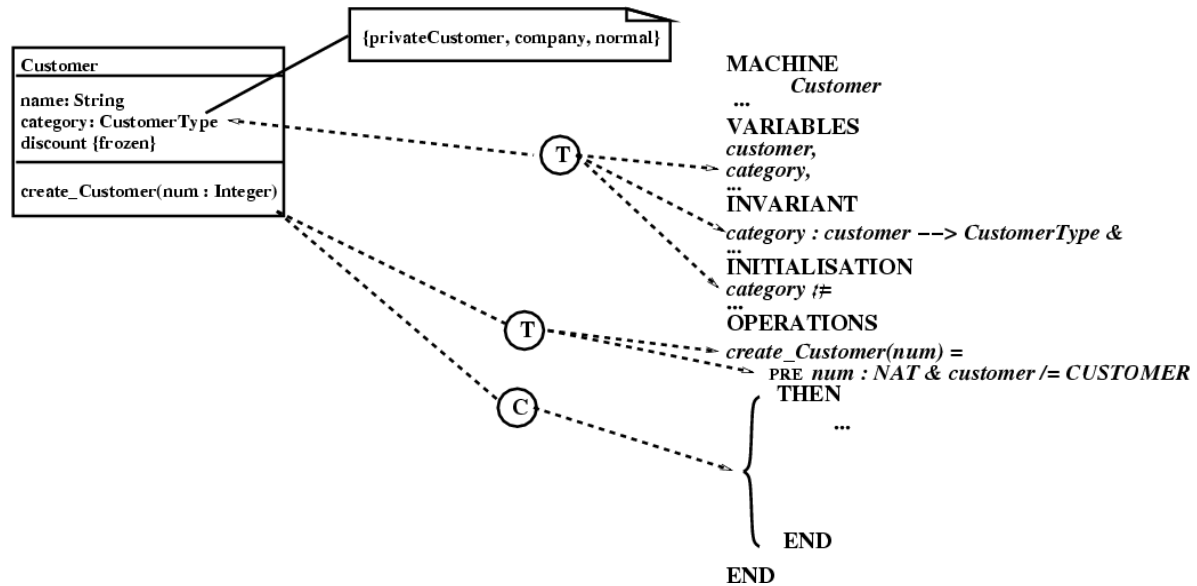 {privateCustomer, company, normal}
Customer
name: String
category: CustomerType
discount {frozen}
create_Customer(num : Integer)
T
T
C
MACHINE
Customer
...
VARIABLES
customer,
category,
...
INVARIANT
category : customer −−> CustomerType &
...
INITIALISATION
category :=
...
OPERATIONS
create_Customer(num) =
PRE num : NAT & customer /= CUSTOMER
THEN
...
END
END